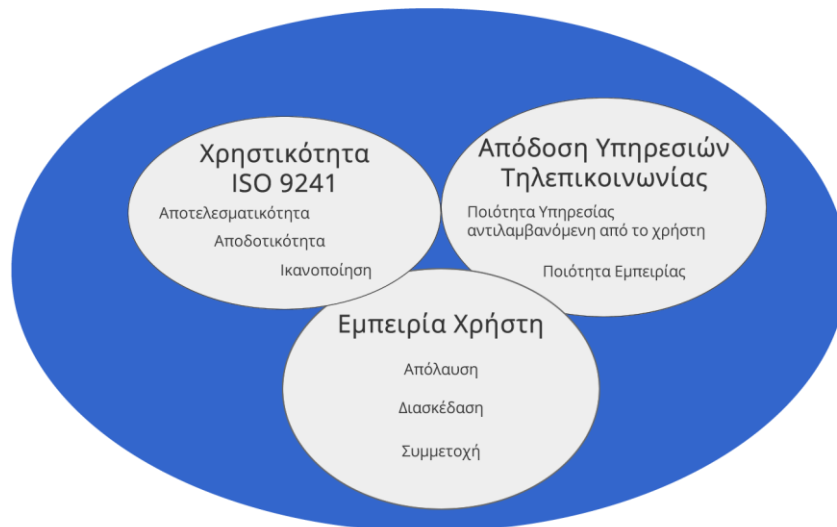 Χρηστικότητα
ISO 9241
Αποτελεσματικότητα
Αποδοτικότητα
Ικανοποίηση
Απόδοση Υπηρεσιών
Τηλεπικοινωνίας
Ποιότητα Υπηρεσίας
αντιλαμβανόμενη από το χρήστη
Ποιότητα Εμπειρίας
Εμπειρία Χρήστη
Απόλαυση
Διασκέδαση
Συμμετοχή